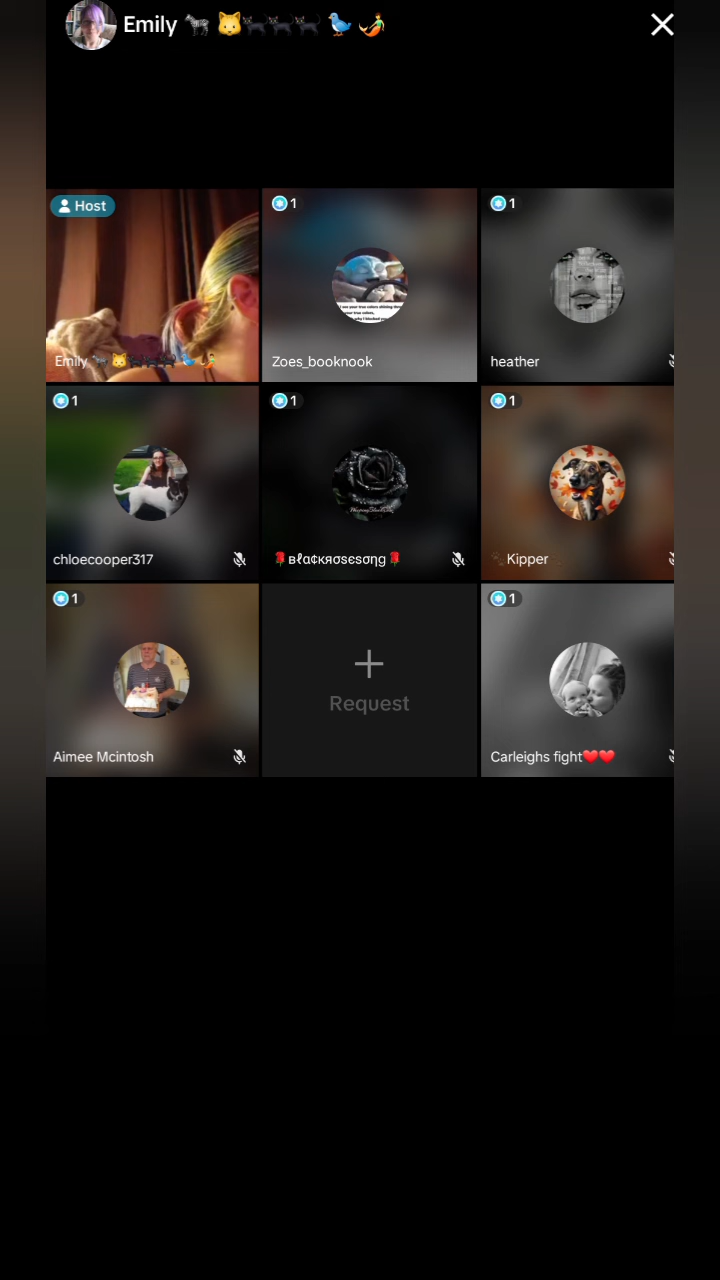 Emily 🦓 🐱🐈‍⬛🐈‍⬛🐈‍⬛ 🐦 🧜
Host
Emily 🦓 🐱🐈‍⬛🐈‍⬛🐈‍⬛ 🐦 🧜
1
Zoes_booknook
1
heather
1
chloecooper317
1
🌹вℓα¢кяσѕєѕσηg🌹
1
🐾Kipper
1
Aimee Mcintosh
+
Request
1
Carleighs fight❤️❤️